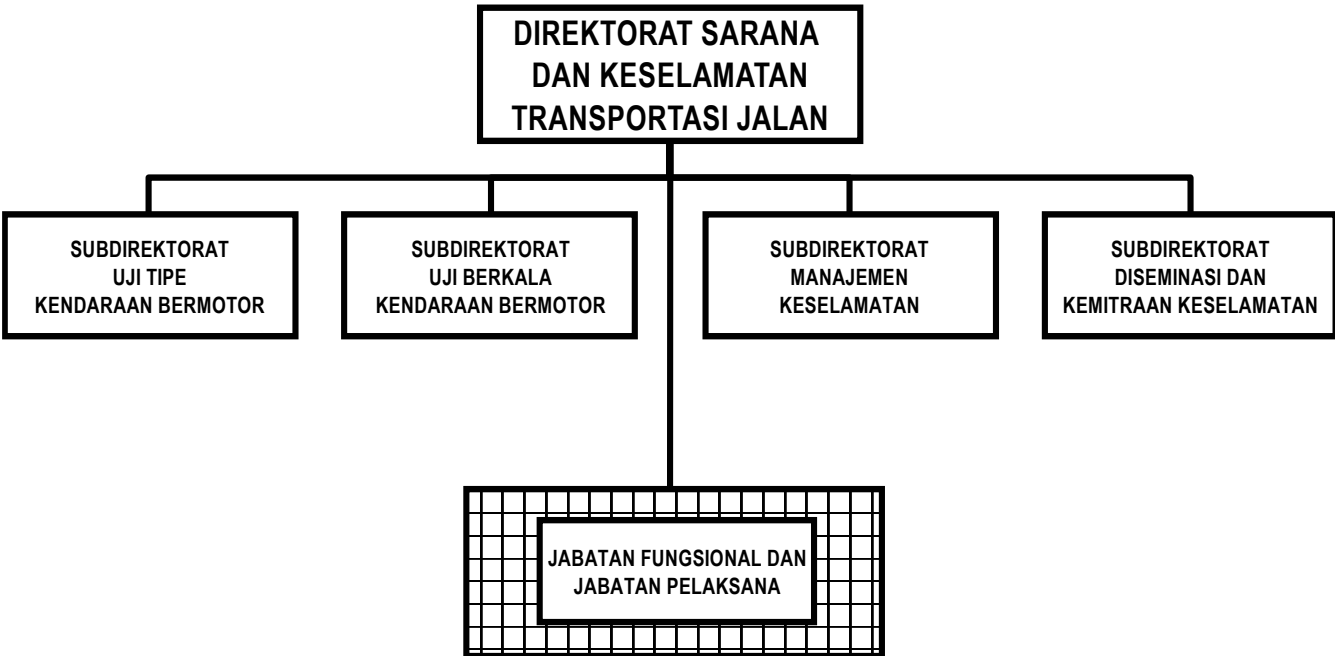 DIREKTORAT SARANA
DAN KESELAMATAN
TRANSPORTASI JALAN
SUBDIREKTORAT
UJI TIPE
KENDARAAN BERMOTOR
SUBDIREKTORAT
UJI BERKALA
KENDARAAN BERMOTOR
SUBDIREKTORAT
MANAJEMEN
KESELAMATAN
SUBDIREKTORAT
DISEMINASI DAN
KEMITRAAN KESELAMATAN
JABATAN FUNGSIONAL DAN
JABATAN PELAKSANA